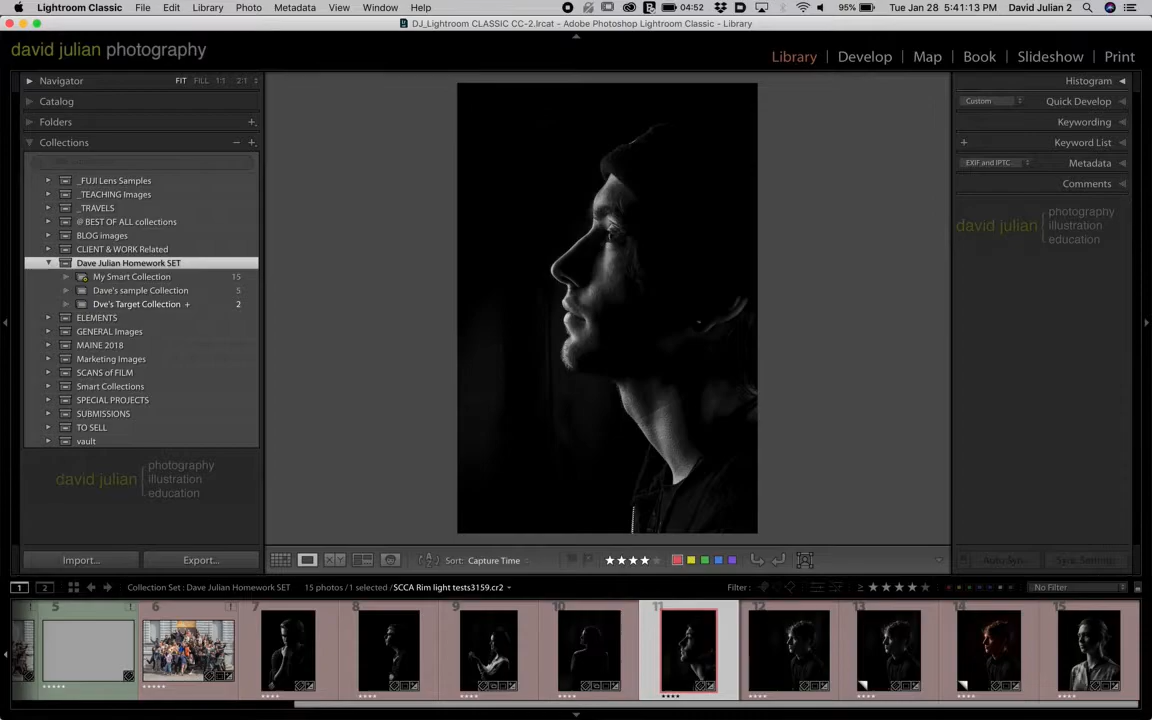 Lightroom Classic File Edit Library Photo Metadata View Window Help 04:52 95% Tue Jan 28 5:41:13 PM David Julian 2
DJ_Lightroom CLASSIC CC-2.lrcat - Adobe Photoshop Lightroom Classic - Library
david julian photography
Library | Develop | Map | Book | Slideshow | Print
Navigator FIT FILL 1:1 2:1
Catalog
Folders
Collections
_FUJI Lens Samples
_TEACHING Images
_TRAVELS
@ BEST OF ALL collections
BLOG images
CLIENT & WORK Related
Dave Julian Homework SET
My Smart Collection 15
Dave's sample Collection 5
Dve's Target Collection + 2
ELEMENTS
GENERAL Images
MAINE 2018
Marketing Images
SCANS of FILM
Smart Collections
SPECIAL PROJECTS
SUBMISSIONS
TO SELL
vault
david julian
photography
illustration
education
Import... Export...
Histogram
Custom Quick Develop
Keywording
Keyword List
EXIF and IPTC... Metadata
Comments
david julian
photography
illustration
education
Sort: Capture Time
1 2 Collection Set : Dave Julian Homework SET 15 photos / 1 selected / SCCA Rim light tests3159.cr2 Filter: No Filter
5 6 7 8 9 10 11 12 13 14 15